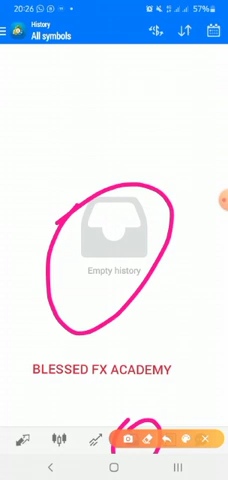 20:26
57%
History
All symbols
Empty history
BLESSED FX ACADEMY